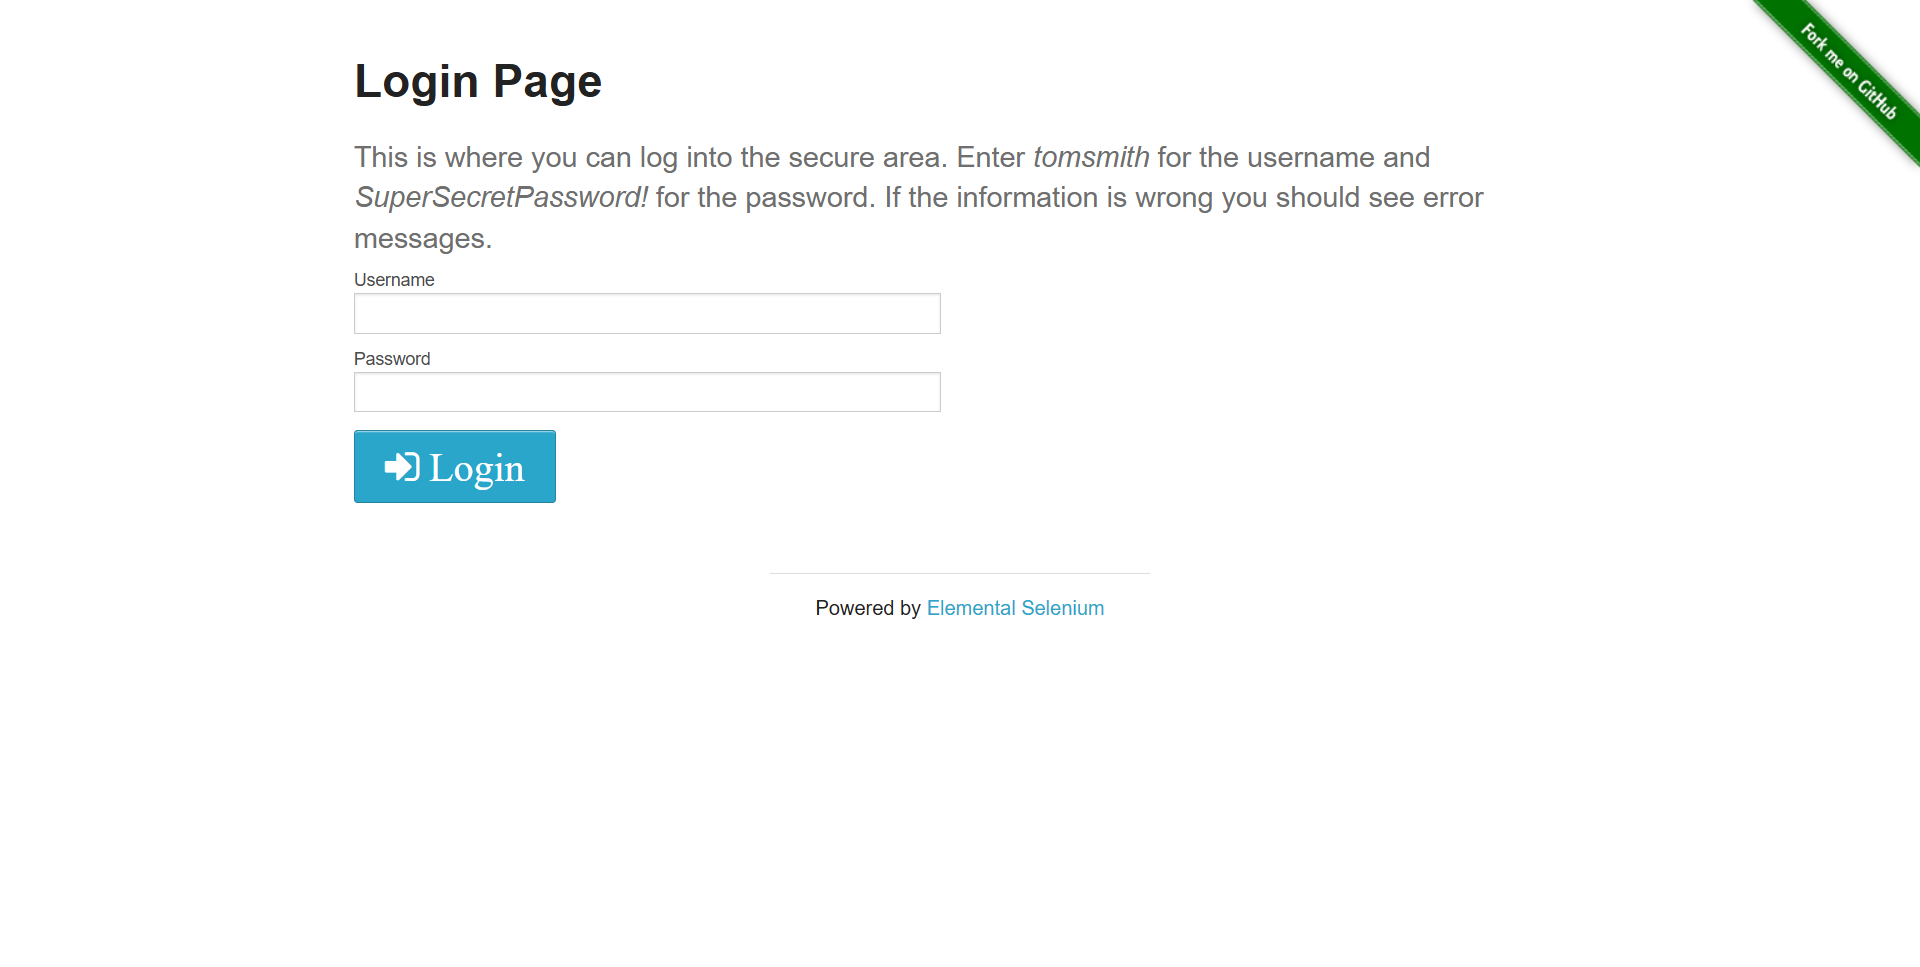 Fork me on GitHub
Login Page
This is where you can log into the secure area. Enter tomsmith for the username and
SuperSecretPassword! for the password. If the information is wrong you should see error
messages.
Username
Password
Login
Powered by Elemental Selenium